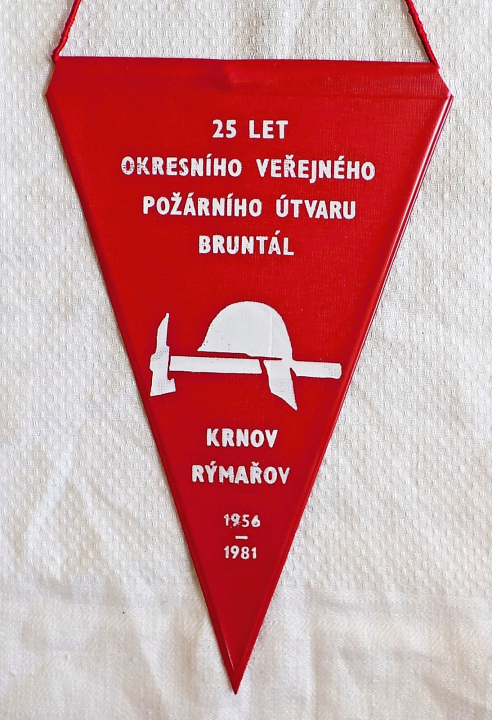 25 LET
OKRESNÍHO VEŘEJNÉHO
POŽÁRNÍHO ÚTVARU
BRUNTÁL
KRNOV
RÝMAŘOV
1956
–
1981